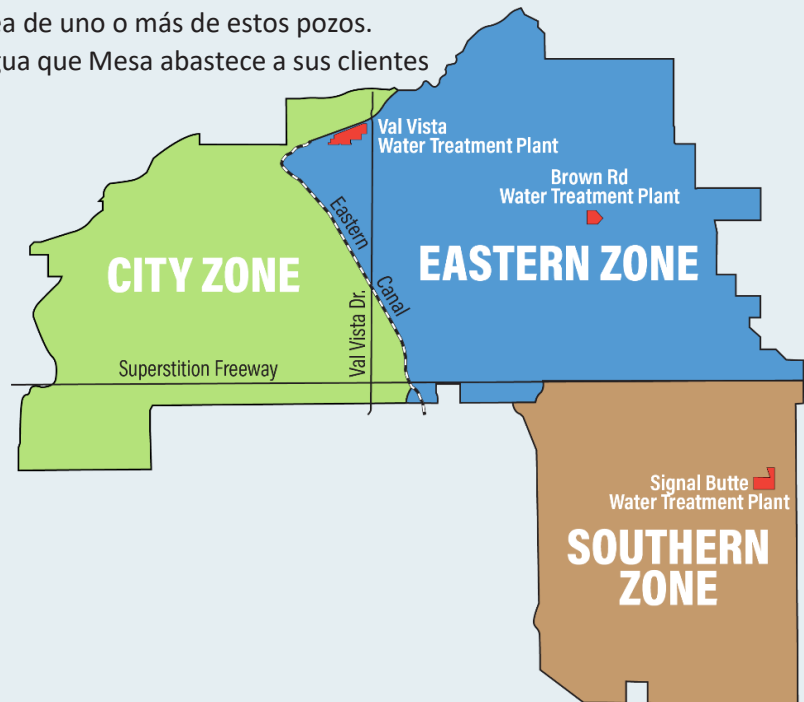 ea de uno o más de estos pozos.
gua que Mesa abastece a sus clientes
Val Vista
Water Treatment Plant
Brown Rd
Water Treatment Plant
Eastern
Canal
CITY ZONE
EASTERN ZONE
Val Vista Dr.
Superstition Freeway
Signal Butte
Water Treatment Plant
SOUTHERN
ZONE